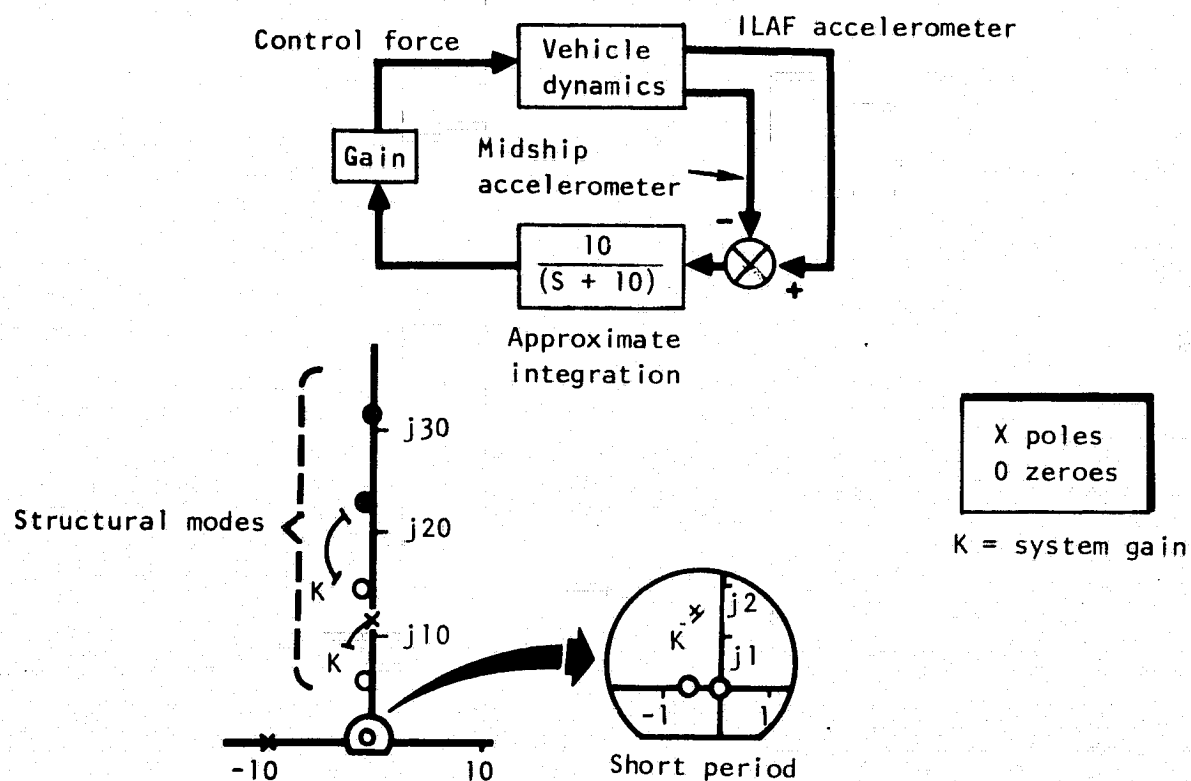 ILAF accelerometer
Control force
Vehicle
dynamics
Gain
Midship
accelerometer
-
+
10
(S + 10)
Approximate
integration
j30
j20
j10
Structural modes
K
K
-10
10
X poles
O zeroes
K = system gain
j2
j1
K
-1
1
Short period